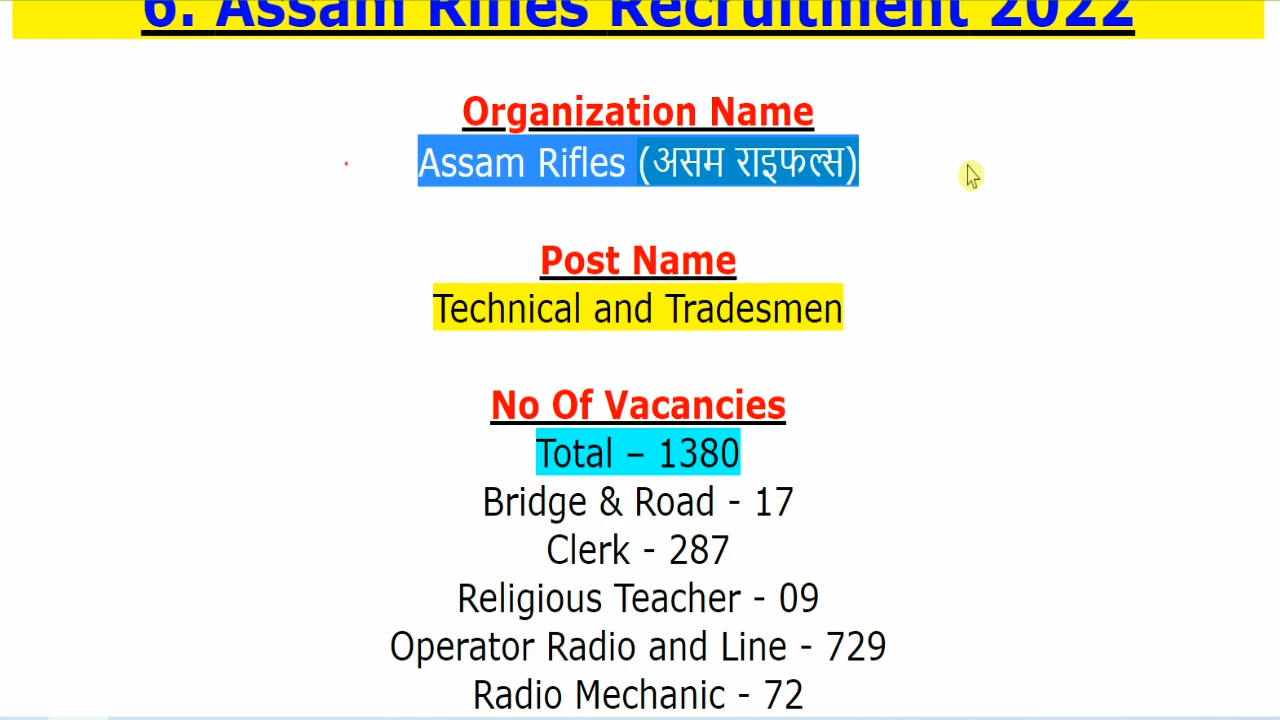 6. Assam Rifles Recruitment 2022
Organization Name
Assam Rifles (असम राइफल्स)
Post Name
Technical and Tradesmen
No Of Vacancies
Total – 1380
Bridge & Road - 17
Clerk - 287
Religious Teacher - 09
Operator Radio and Line - 729
Radio Mechanic - 72